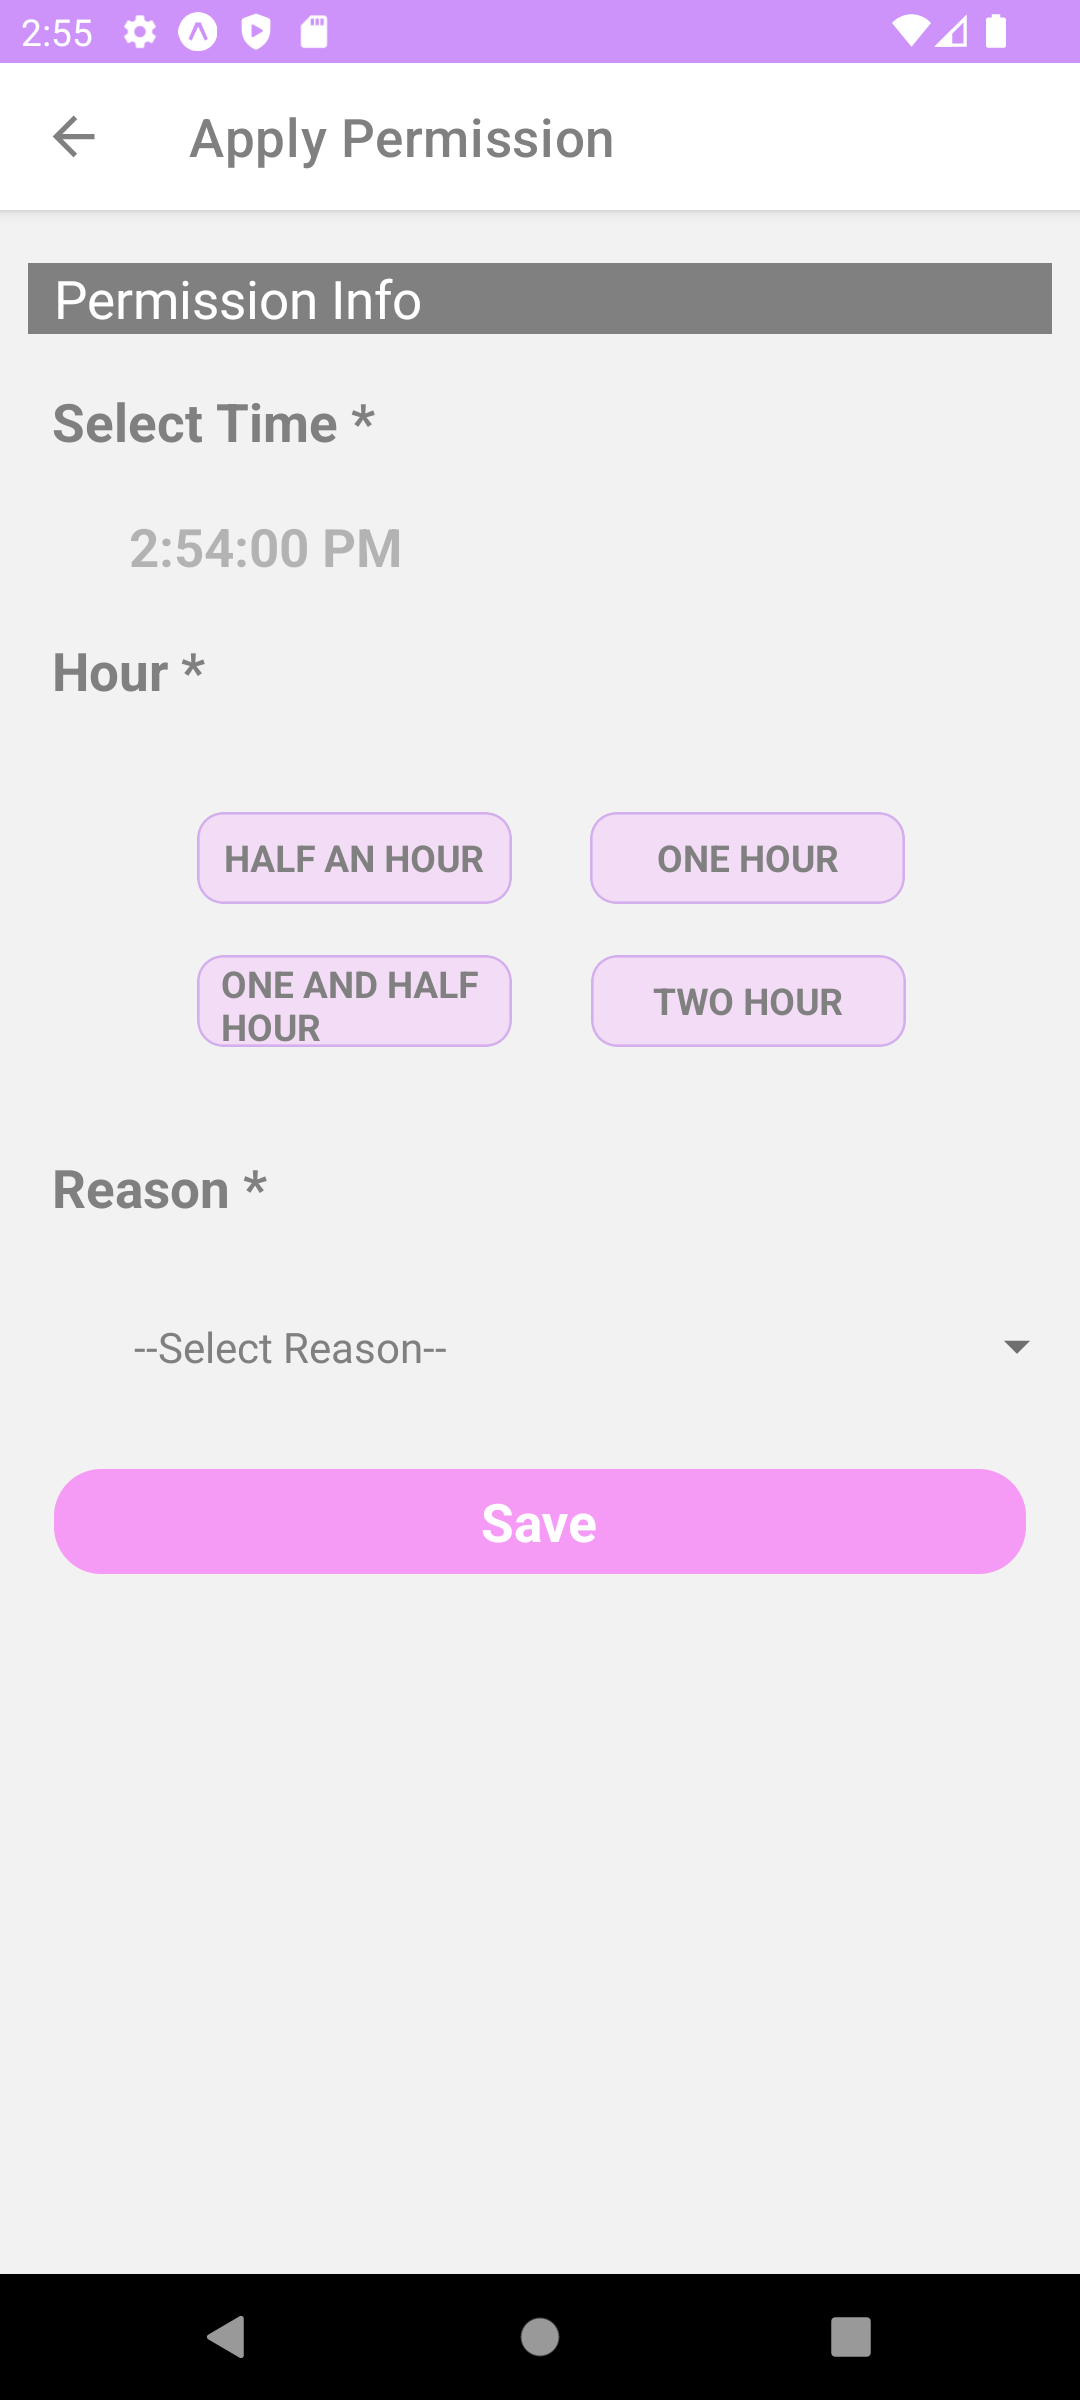 2:55
Apply Permission
Permission Info
Select Time *
2:54:00 PM
Hour *
HALF AN HOUR
ONE HOUR
ONE AND HALF
HOUR
TWO HOUR
Reason *
--Select Reason--
Save